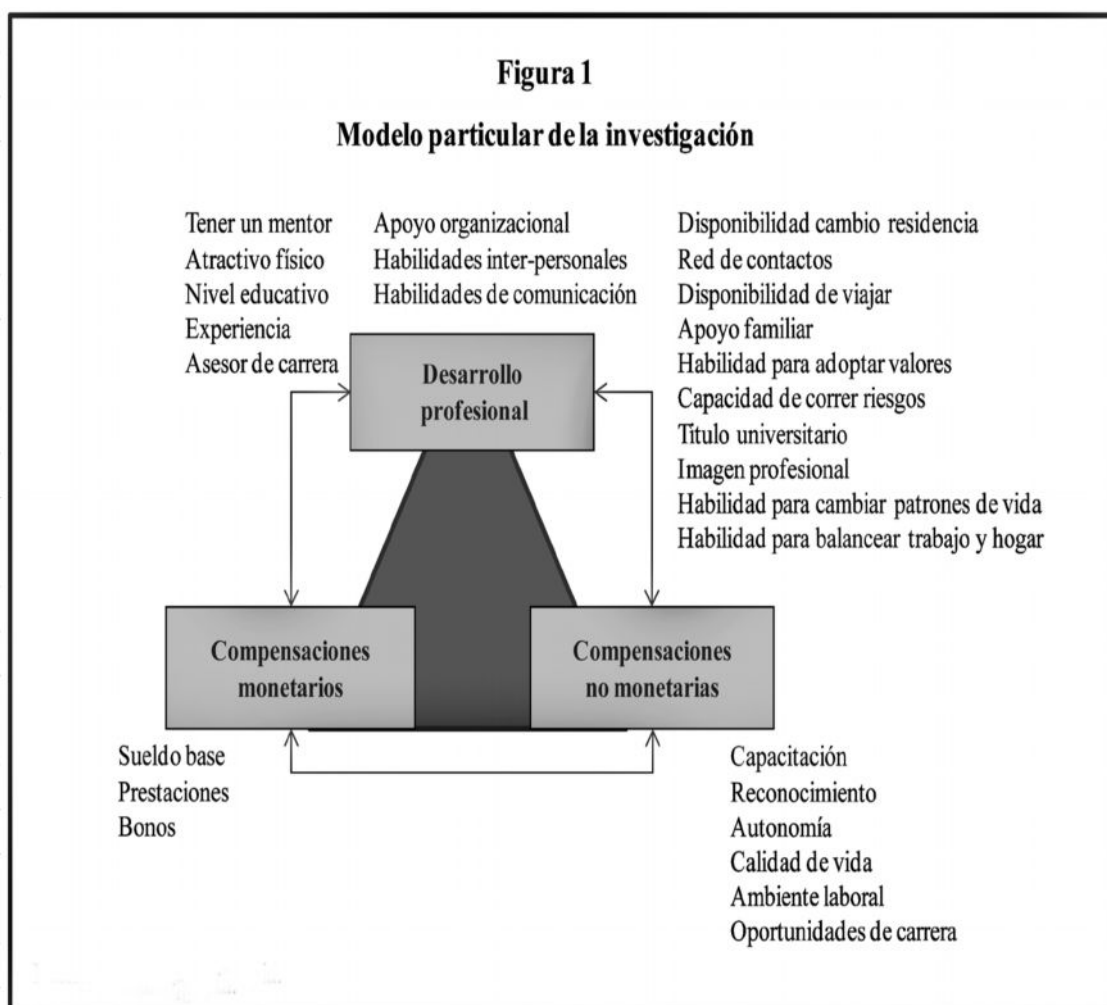 Figura 1
Modelo particular de la investigación
Tener un mentor
Atractivo físico
Nivel educativo
Experiencia
Asesor de carrera
Apoyo organizacional
Habilidades inter-personales
Habilidades de comunicación
Disponibilidad cambio residencia
Red de contactos
Disponibilidad de viajar
Apoyo familiar
Habilidad para adoptar valores
Capacidad de correr riesgos
Titulo universitario
Imagen profesional
Habilidad para cambiar patrones de vida
Habilidad para balancear trabajo y hogar
Desarrollo
profesional
Compensaciones
monetarios
Compensaciones
no monetarias
Sueldo base
Prestaciones
Bonos
Capacitación
Reconocimiento
Autonomía
Calidad de vida
Ambiente laboral
Oportunidades de carrera